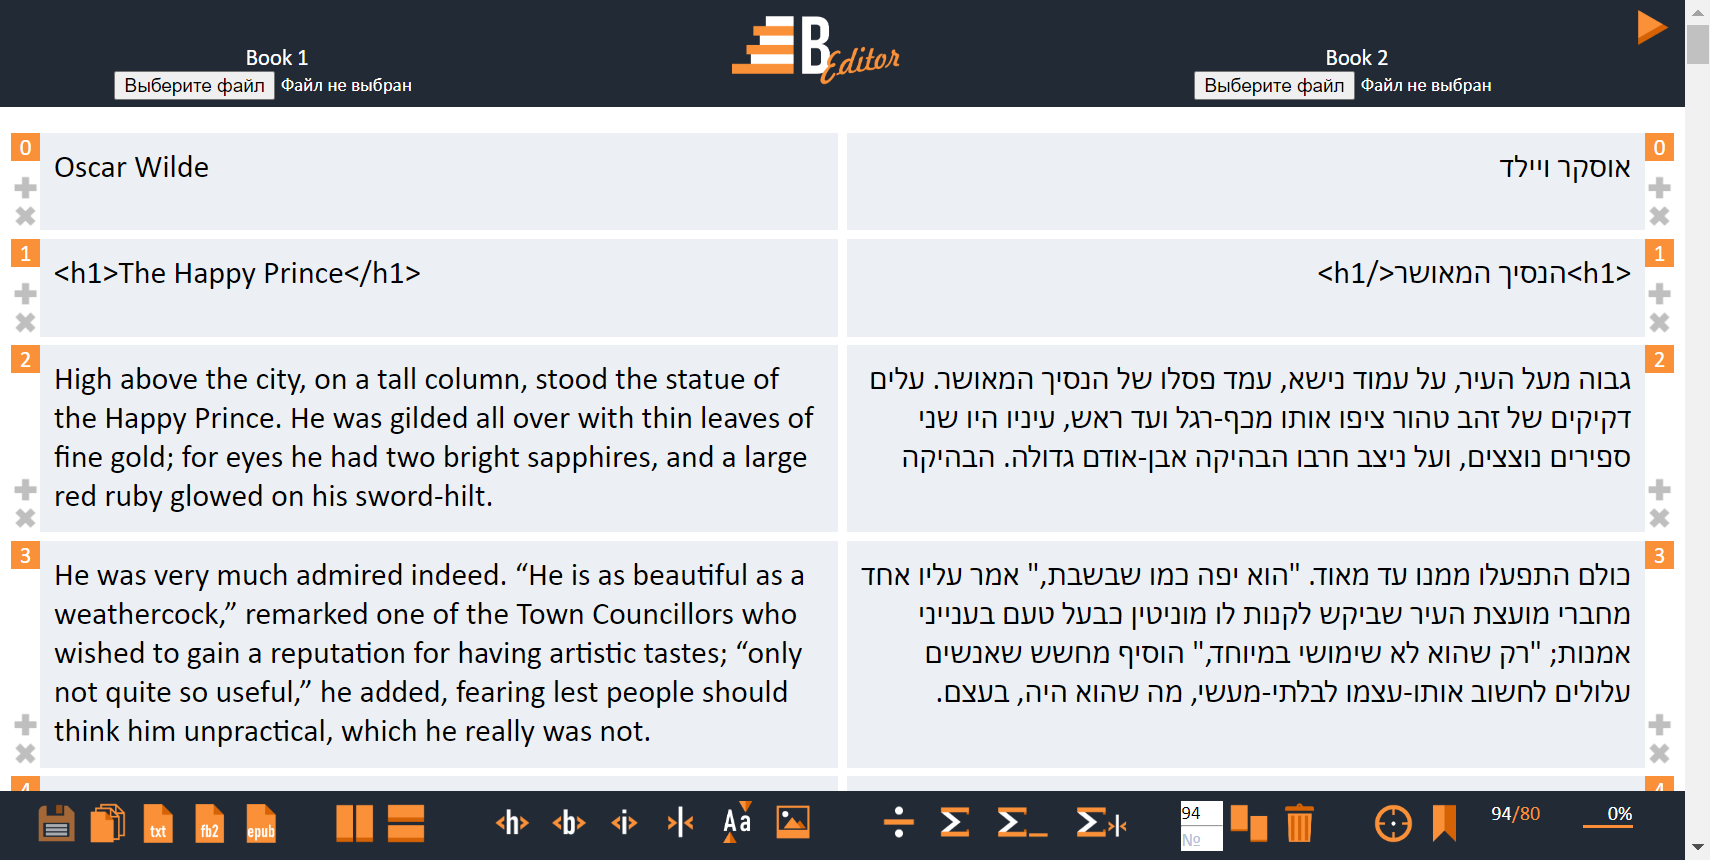 Book 1
Выберите файл Файл не выбран
B Editor
Book 2
Выберите файл Файл не выбран
0
Oscar Wilde
אוסקר ויילד
0
1
<h1>The Happy Prince</h1>
<h1>הנסיך המאושר</h1>
1
2
High above the city, on a tall column, stood the statue of
the Happy Prince. He was gilded all over with thin leaves of
fine gold; for eyes he had two bright sapphires, and a large
red ruby glowed on his sword-hilt.
גבוה מעל העיר, על עמוד נישא, עמד פסלו של הנסיך המאושר. עלים
דקיקים של זהב טהור ציפו אותו מכף-רגל ועד ראש, עיניו היו שני
ספירים נוצצים, ועל ניצב חרבו הבהיקה אבן-אודם גדולה. הבהיקה
2
3
He was very much admired indeed. “He is as beautiful as a
weathercock,” remarked one of the Town Councillors who
wished to gain a reputation for having artistic tastes; “only
not quite so useful,” he added, fearing lest people should
think him unpractical, which he really was not.
כולם התפעלו ממנו עד מאוד. "הוא יפה כמו שבשבת," אמר עליו אחד
מחברי מועצת העיר שביקש לקנות לו מוניטין כבעל טעם בענייני
אמנות; "רק שהוא לא שימושי במיוחד," הוסיף מחשש שאנשים
עלולים לחשוב אותו-עצמו לבלתי-מעשי, מה שהוא היה, בעצם.
3
4
4
txt
fb2
epub
<h>
<b>
<i>
Aa
÷
Σ
Σ_
Σ
94
№
94/80
0%